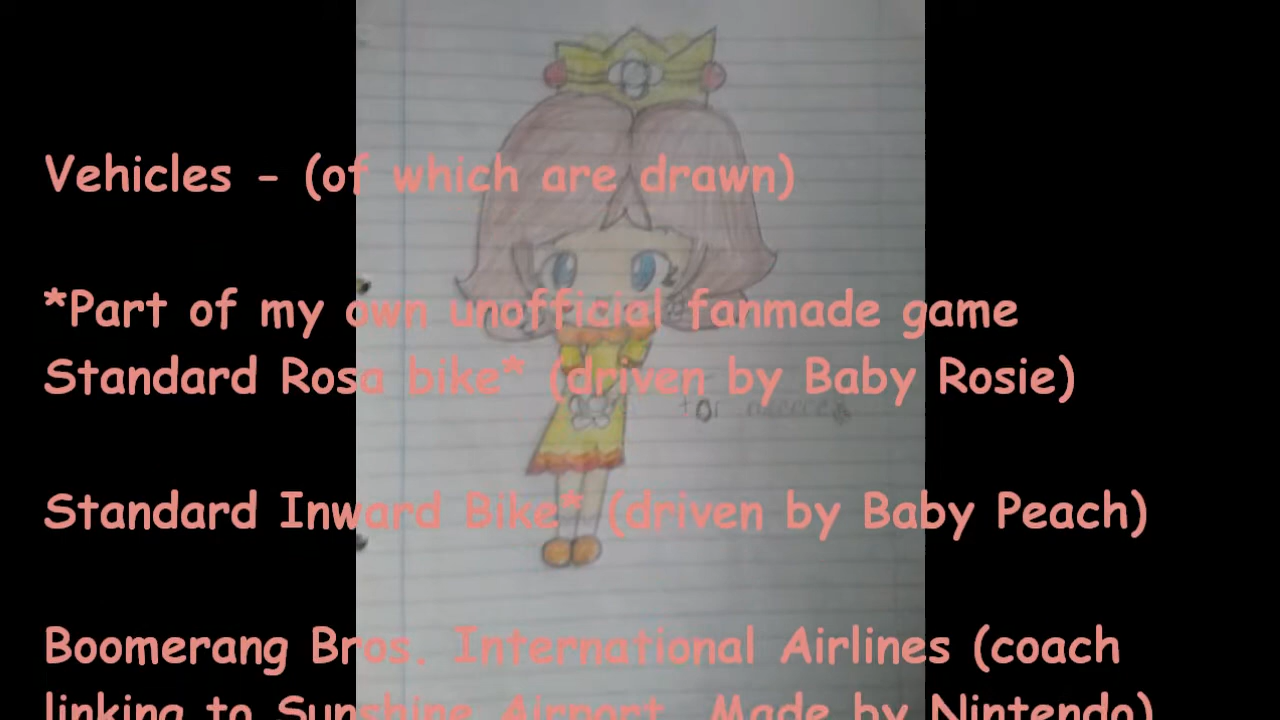 Vehicles - (of which are drawn)
*Part of my own unofficial fanmade game
Standard Rosa bike* (driven by Baby Rosie)
Standard Inward Bike* (driven by Baby Peach)
Boomerang Bros. International Airlines (coach
linking to Sunshine Airport. Made by Nintendo)